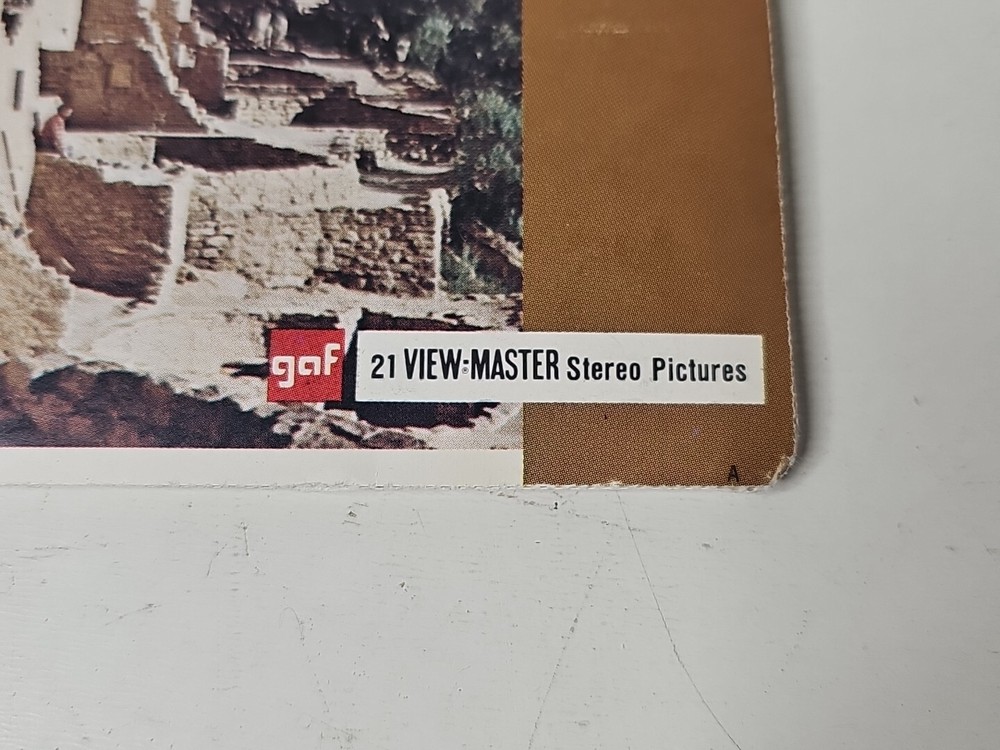 gaf
21 VIEW-MASTER® Stereo Pictures
A